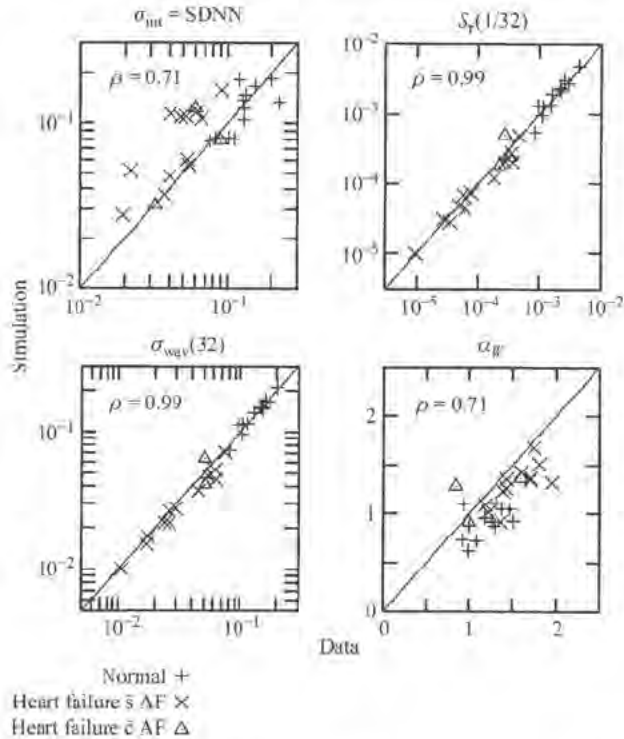 σint = SDNN
Sτ(1/32)
10⁻¹
10⁻²
10⁻² 10⁻¹
ρ = 0.71
10⁻²
10⁻³
10⁻⁴
10⁻⁵
10⁻⁵ 10⁻⁴ 10⁻³ 10⁻²
ρ = 0.99
Simulation
σwav(32)
αW
10⁻¹
10⁻²
10⁻² 10⁻¹
ρ = 0.99
2
1
0
0 1 2
ρ = 0.71
Data
Normal +
Heart failure s̄ AF ×
Heart failure c̄ AF △